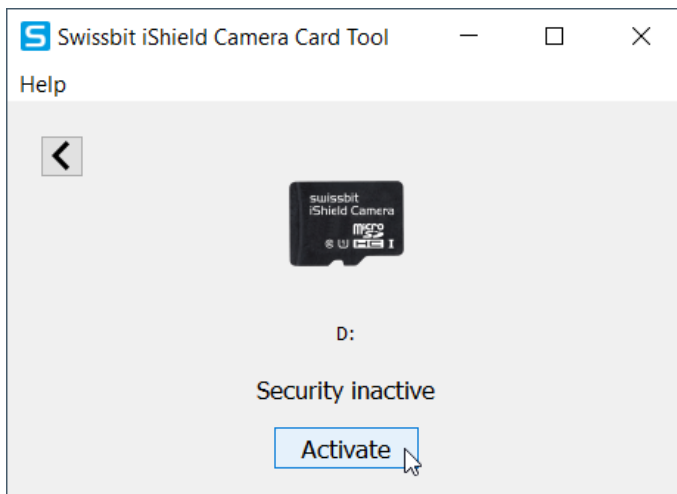 S Swissbit iShield Camera Card Tool
Help
swissbit
iShield Camera
micro
SD
HC I
D:
Security inactive
Activate